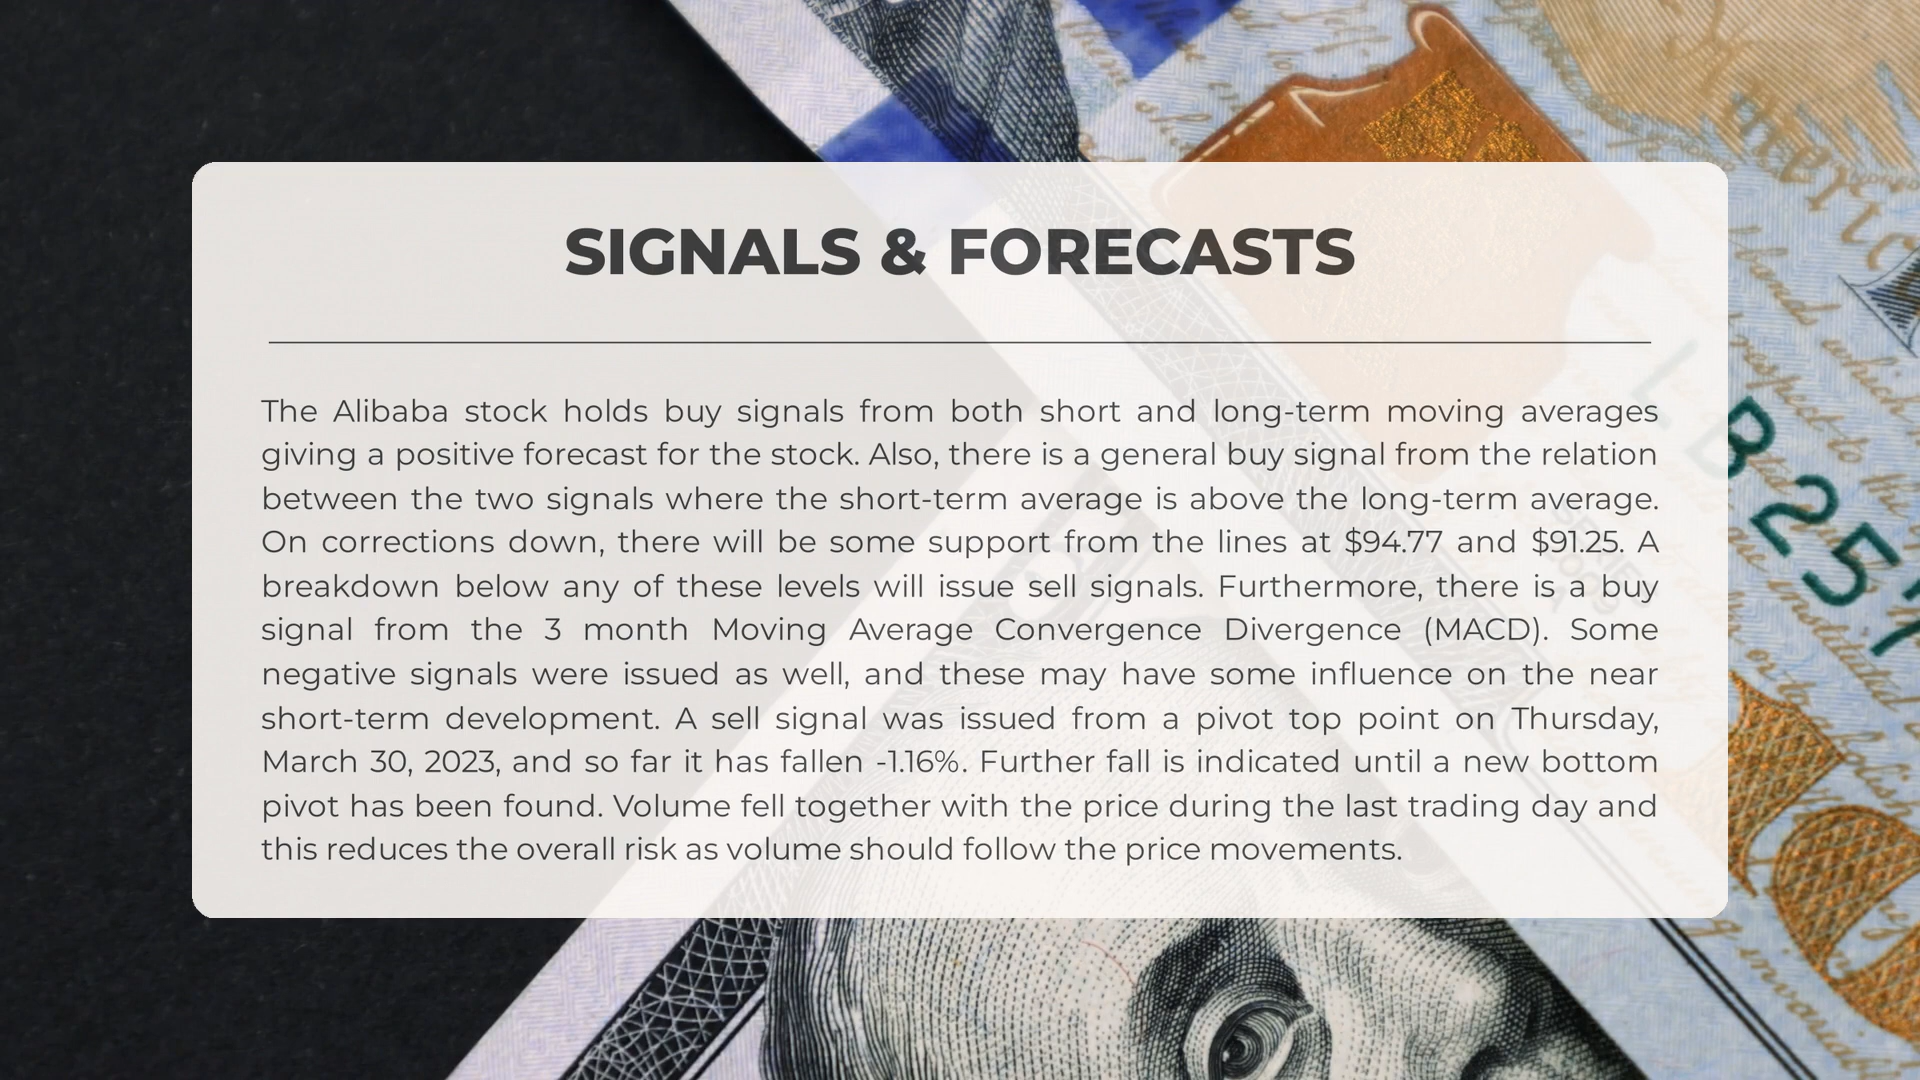 SIGNALS & FORECASTS
The Alibaba stock holds buy signals from both short and long-term moving averages
giving a positive forecast for the stock. Also, there is a general buy signal from the relation
between the two signals where the short-term average is above the long-term average.
On corrections down, there will be some support from the lines at $94.77 and $91.25. A
breakdown below any of these levels will issue sell signals. Furthermore, there is a buy
signal from the 3 month Moving Average Convergence Divergence (MACD). Some
negative signals were issued as well, and these may have some influence on the near
short-term development. A sell signal was issued from a pivot top point on Thursday,
March 30, 2023, and so far it has fallen -1.16%. Further fall is indicated until a new bottom
pivot has been found. Volume fell together with the price during the last trading day and
this reduces the overall risk as volume should follow the price movements.